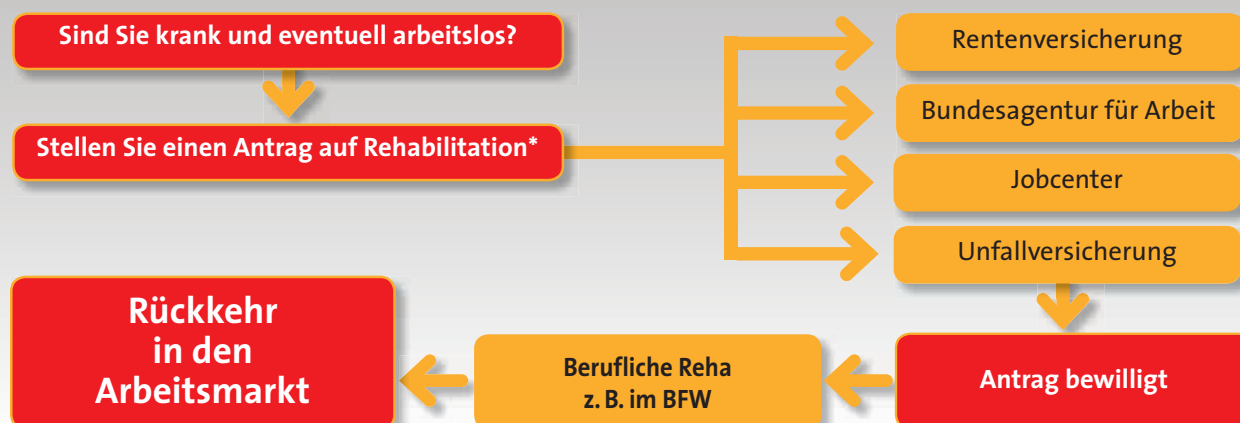 Sind Sie krank und eventuell arbeitslos?
Stellen Sie einen Antrag auf Rehabilitation*
Rentenversicherung
Bundesagentur für Arbeit
Jobcenter
Unfallversicherung
Antrag bewilligt
Berufliche Reha
z. B. im BFW
Rückkehr
in den
Arbeitsmarkt